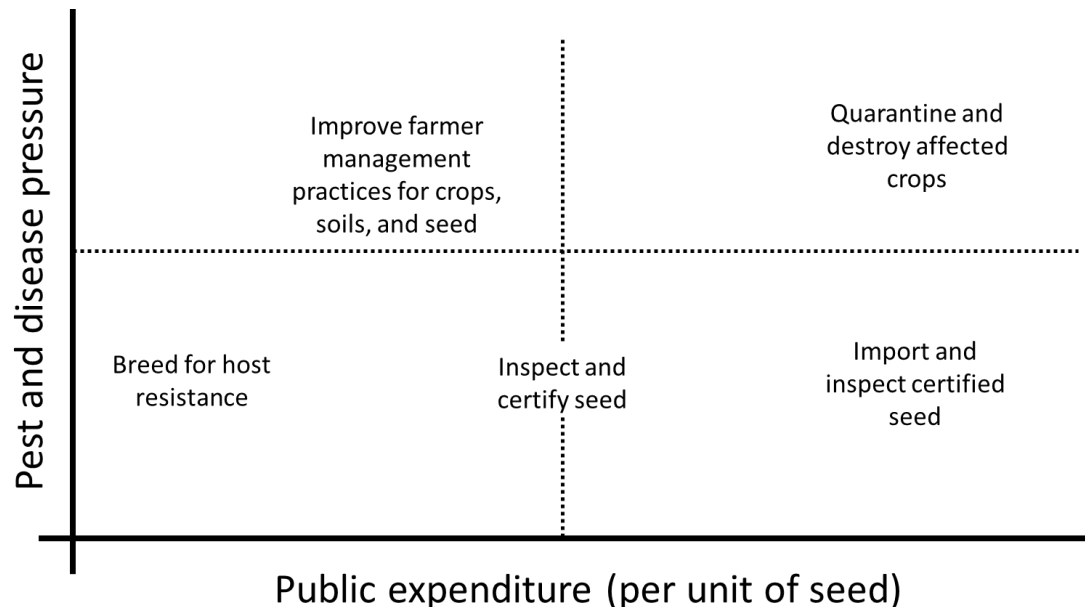 Pest and disease pressure
Improve farmer
management
practices for crops,
soils, and seed
Quarantine and
destroy affected
crops
Breed for host
resistance
Inspect and
certify seed
Import and
inspect certified
seed
Public expenditure (per unit of seed)